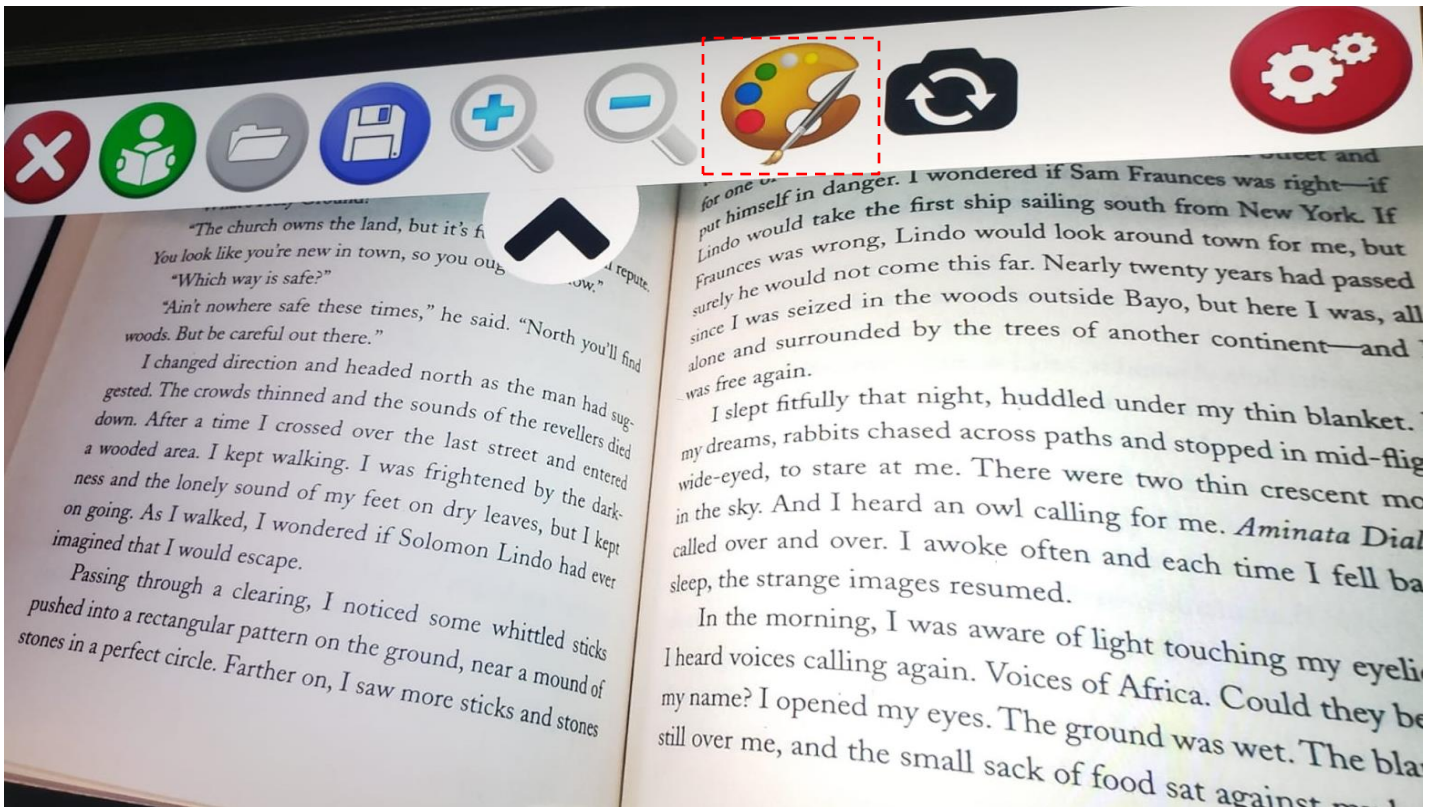 "The church owns the land, but it's
You look like you're new in town, so you repute.
"Which way is safe?"
"Ain't nowhere safe these times," he said. "North you'll find
woods. But be careful out there."
I changed direction and headed north as the man had sug-
gested. The crowds thinned and the sounds of the revellers died
down. After a time I crossed over the last street and entered
a wooded area. I kept walking. I was frightened by the dark-
ness and the lonely sound of my feet on dry leaves, but I kept
on going. As I walked, I wondered if Solomon Lindo had ever
imagined that I would escape.
Passing through a clearing, I noticed some whittled sticks
pushed into a rectangular pattern on the ground, near a mound of
stones in a perfect circle. Farther on, I saw more sticks and stones
and
for one
put himself in danger. I wondered if Sam Fraunces was right—if
Lindo would take the first ship sailing south from New York. If
Fraunces was wrong, Lindo would look around town for me, but
surely he would not come this far. Nearly twenty years had passed
since I was seized in the woods outside Bayo, but here I was, all
alone and surrounded by the trees of another continent—and
was free again.
I slept fitfully that night, huddled under my thin blanket.
my dreams, rabbits chased across paths and stopped in mid-flig
wide-eyed, to stare at me. There were two thin crescent mo
in the sky. And I heard an owl calling for me. Aminata Dial
called over and over. I awoke often and each time I fell ba
sleep, the strange images resumed.
In the morning, I was aware of light touching my eyeli
I heard voices calling again. Voices of Africa. Could they be
my name? I opened my eyes. The ground was wet. The bla
still over me, and the small sack of food sat against